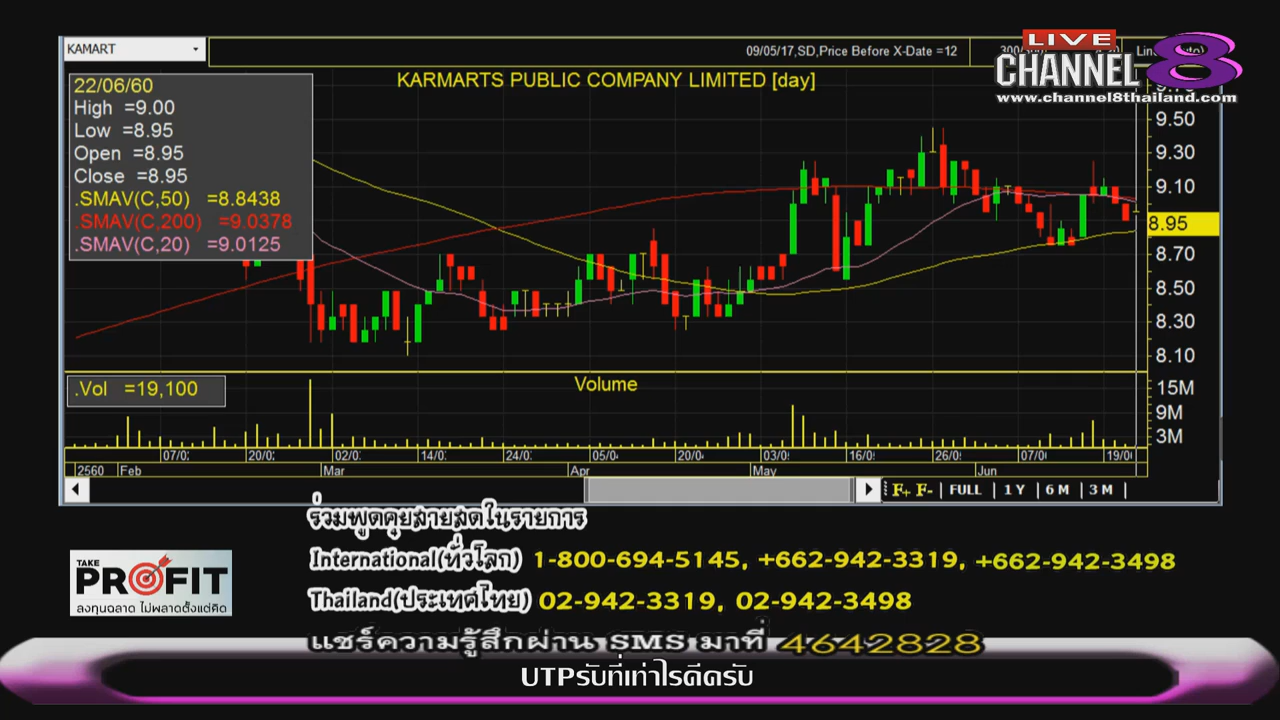 KAMART
09/05/17,SD,Price Before X-Date =12
LIVE
CHANNEL 8
www.channel8thailand.com
KARMARTS PUBLIC COMPANY LIMITED [day]
22/06/60
High =9.00
Low =8.95
Open =8.95
Close =8.95
.SMAV(C,50) =8.8438
.SMAV(C,200) =9.0378
.SMAV(C,20) =9.0125
9.50
9.30
9.10
8.95
8.70
8.50
8.30
8.10
.Vol =19,100
Volume
15M
9M
3M
07/0 20/0 02/0 14/0 24/0 05/0 20/0 03/0 16/0 26/0 07/0 19/0
2560 Feb Mar Apr May Jun
F+ F- FULL 1 Y 6 M 3 M
ร่วมพูดคุยสายสดในรายการ
International(ทั่วโลก) 1-800-694-5145, +662-942-3319, +662-942-3498
TAKE
PROFIT
ลงทุนฉลาด ไม่พลาดตั้งแต่คิด
Thailand(ประเทศไทย) 02-942-3319, 02-942-3498
แชร์ความรู้สึกผ่าน SMS มาที่ 4642828
UTPรับที่เท่าไรดีครับ